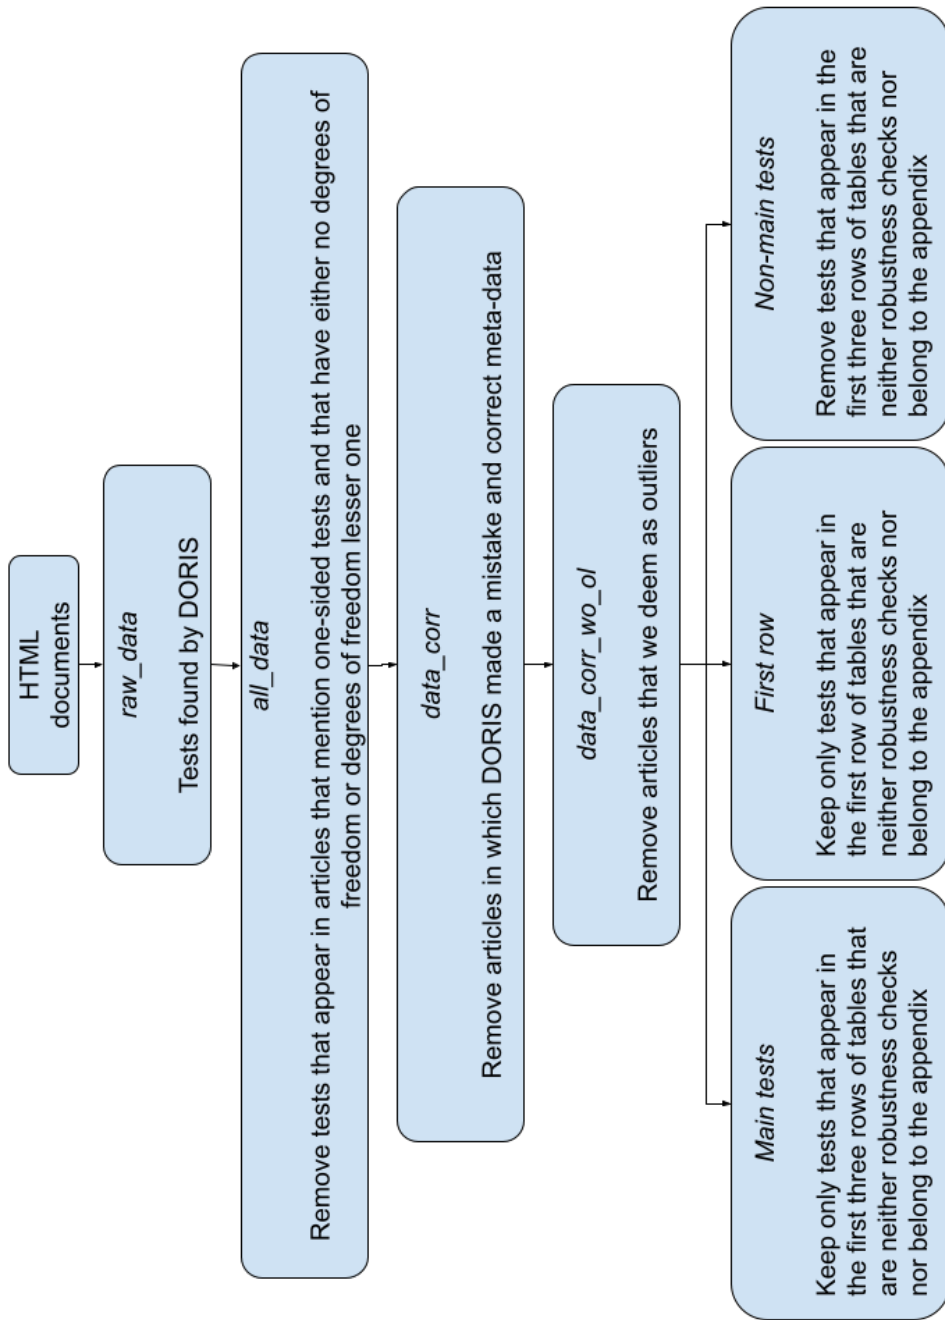 HTML
documents
raw_data
Tests found by DORIS
all_data
Remove tests that appear in articles that mention one-sided tests and that have either no degrees of
freedom or degrees of freedom lesser one
data_corr
Remove articles in which DORIS made a mistake and correct meta-data
data_corr_wo_ol
Remove articles that we deem as outliers
Main tests
Keep only tests that appear in
the first three rows of tables that
are neither robustness checks
nor belong to the appendix
First row
Keep only tests that appear in
the first row of tables that are
neither robustness checks nor
belong to the appendix
Non-main tests
Remove tests that appear in the
first three rows of tables that are
neither robustness checks nor
belong to the appendix